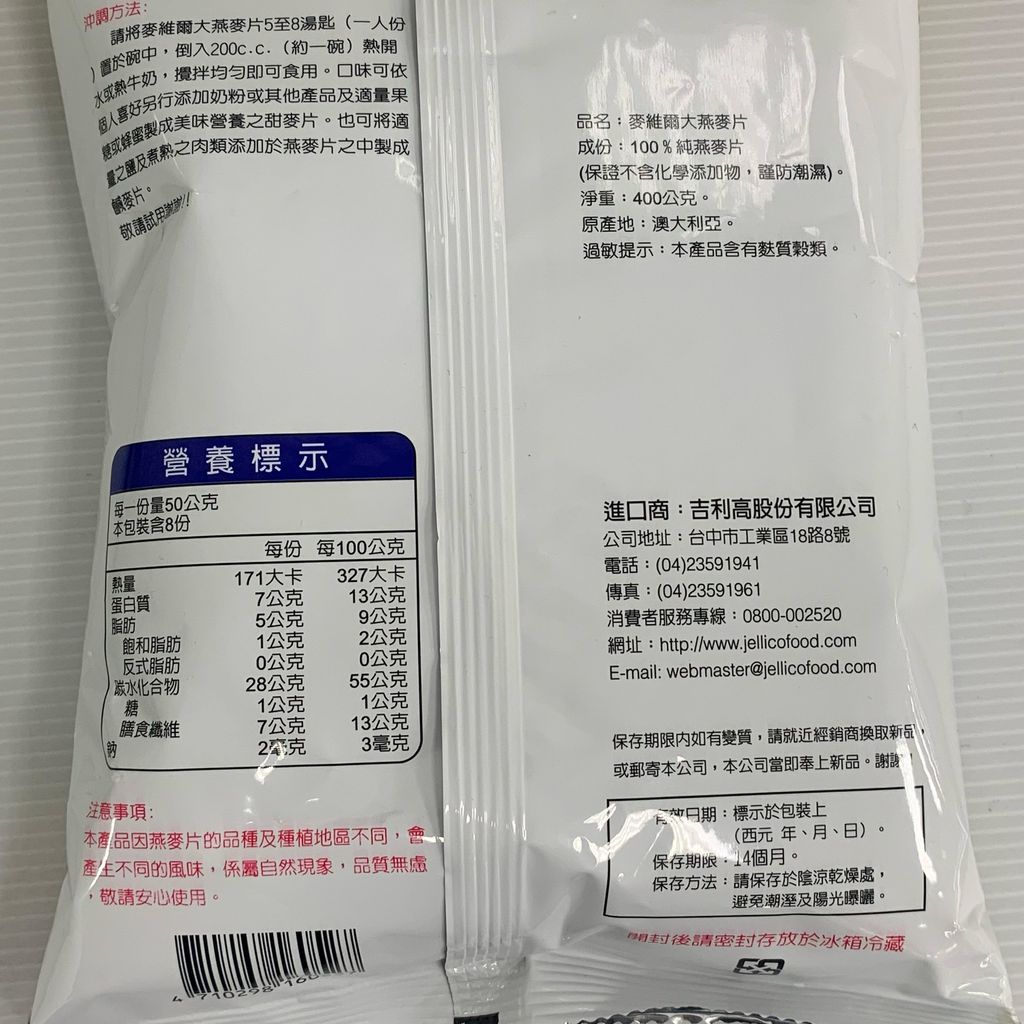 沖調方法:
請將麥維爾大燕麥片5至8湯匙（一人份
）置於碗中，倒入200c.c.（約一碗）熱開
水或熱牛奶，攪拌均勻即可食用。口味可依
個人喜好另行添加奶粉或其他產品及適量果
糖或蜂蜜製成美味營養之甜麥片。也可將適
量之鹽及煮熟之肉類添加於燕麥片之中製成
鹹麥片。
敬請試用謝謝!!
營養標示
每一份量50公克
本包裝含8份
每份 每100公克
熱量 171大卡 327大卡
蛋白質 7公克 13公克
脂肪 5公克 9公克
飽和脂肪 1公克 2公克
反式脂肪 0公克 0公克
碳水化合物 28公克 55公克
糖 1公克 1公克
膳食纖維 7公克 13公克
鈉 2毫克 3毫克
注意事項:
本產品因燕麥片的品種及種植地區不同，會
產生不同的風味，係屬自然現象，品質無慮
，敬請安心使用。
4 710298 160
品名：麥維爾大燕麥片
成份：100％純燕麥片
(保證不含化學添加物，謹防潮濕)。
淨重：400公克。
原產地：澳大利亞。
過敏提示：本產品含有麩質穀類。
進口商：吉利高股份有限公司
公司地址：台中市工業區18路8號
電話：(04)23591941
傳真：(04)23591961
消費者服務專線：0800-002520
網址：http://www.jellicofood.com
E-mail: webmaster@jellicofood.com
保存期限內如有變質，請就近經銷商換取新品，
或郵寄本公司，本公司當即奉上新品。謝謝!
有效日期：標示於包裝上
（西元 年、月、日）。
保存期限：14個月。
保存方法：請保存於陰涼乾燥處，
避免潮溼及陽光曝曬。
開封後請密封存放於冰箱冷藏